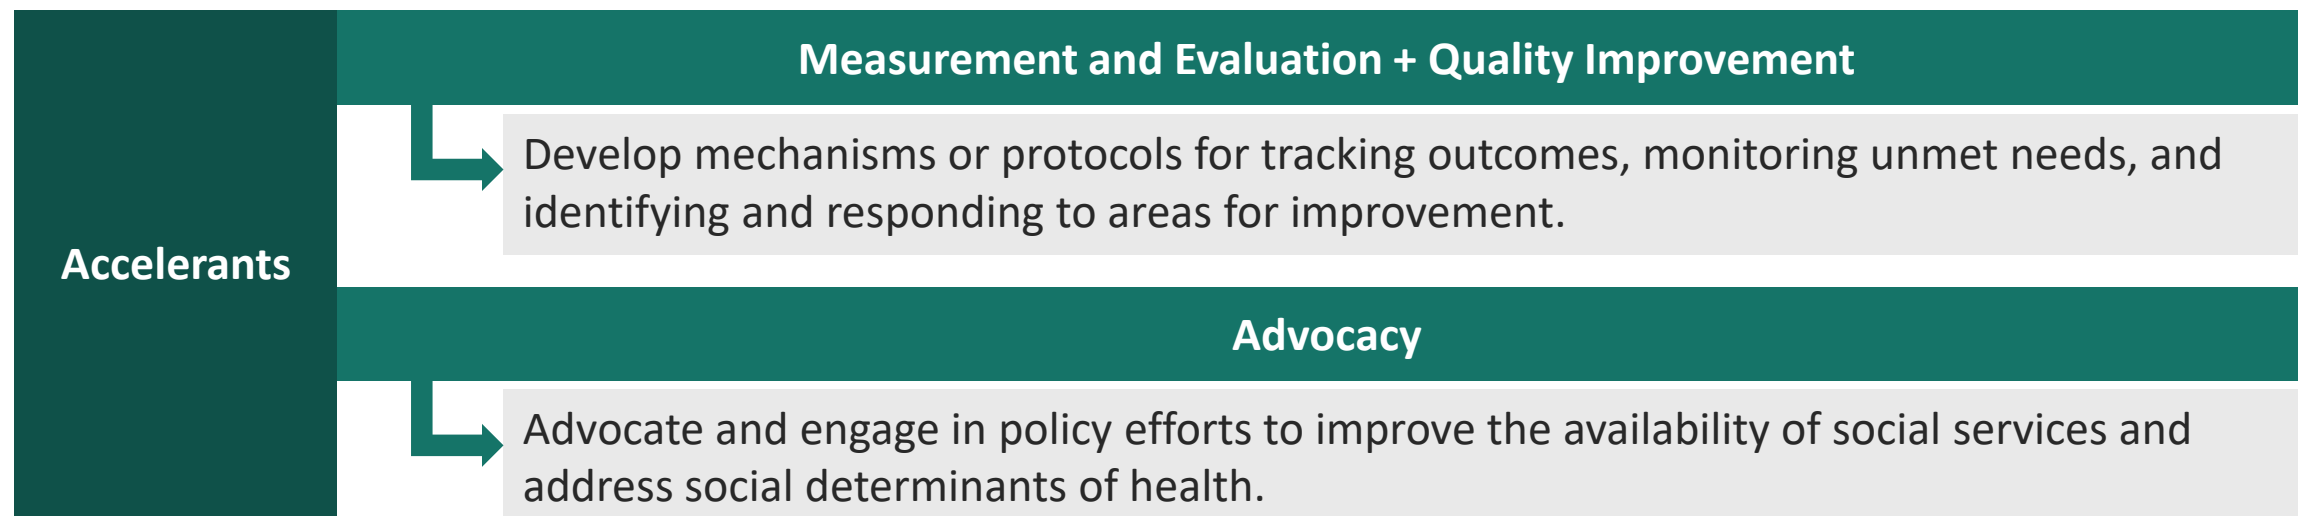 Accelerants
Measurement and Evaluation + Quality Improvement
Develop mechanisms or protocols for tracking outcomes, monitoring unmet needs, and
identifying and responding to areas for improvement.
Advocacy
Advocate and engage in policy efforts to improve the availability of social services and
address social determinants of health.